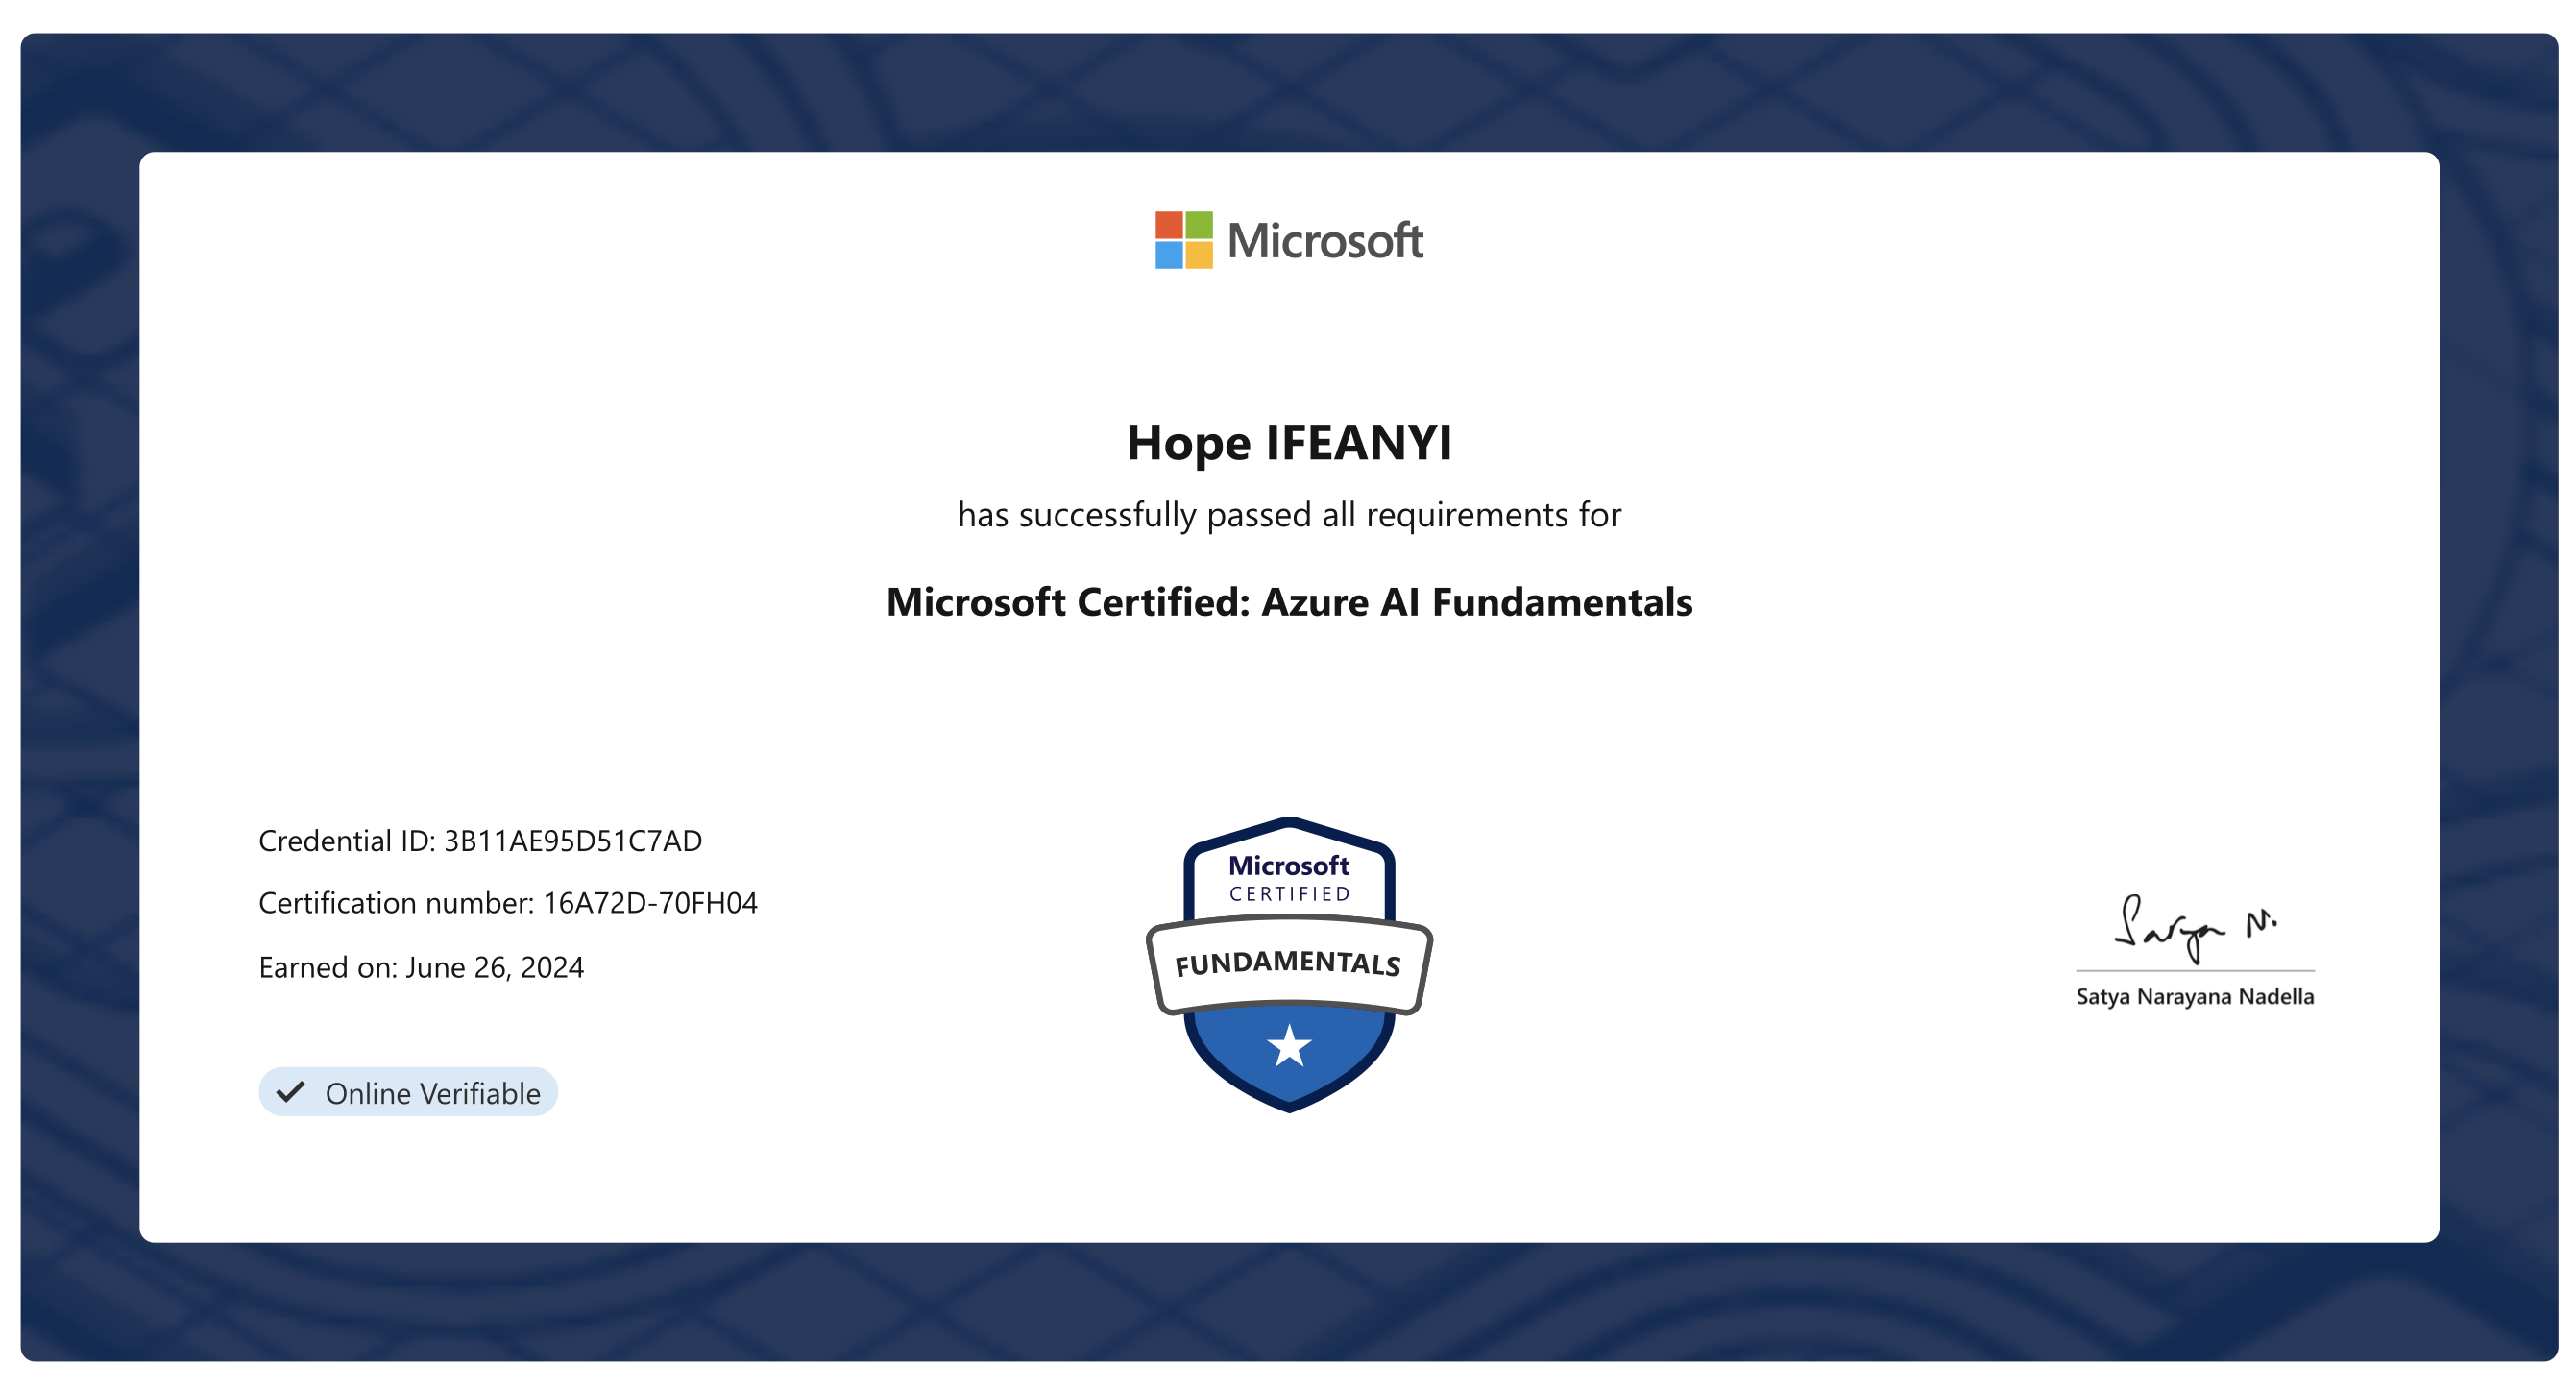 Microsoft
Hope IFEANYI
has successfully passed all requirements for
Microsoft Certified: Azure AI Fundamentals
Credential ID: 3B11AE95D51C7AD
Certification number: 16A72D-70FH04
Earned on: June 26, 2024
Online Verifiable
Microsoft
CERTIFIED
FUNDAMENTALS
Satya N.
Satya Narayana Nadella